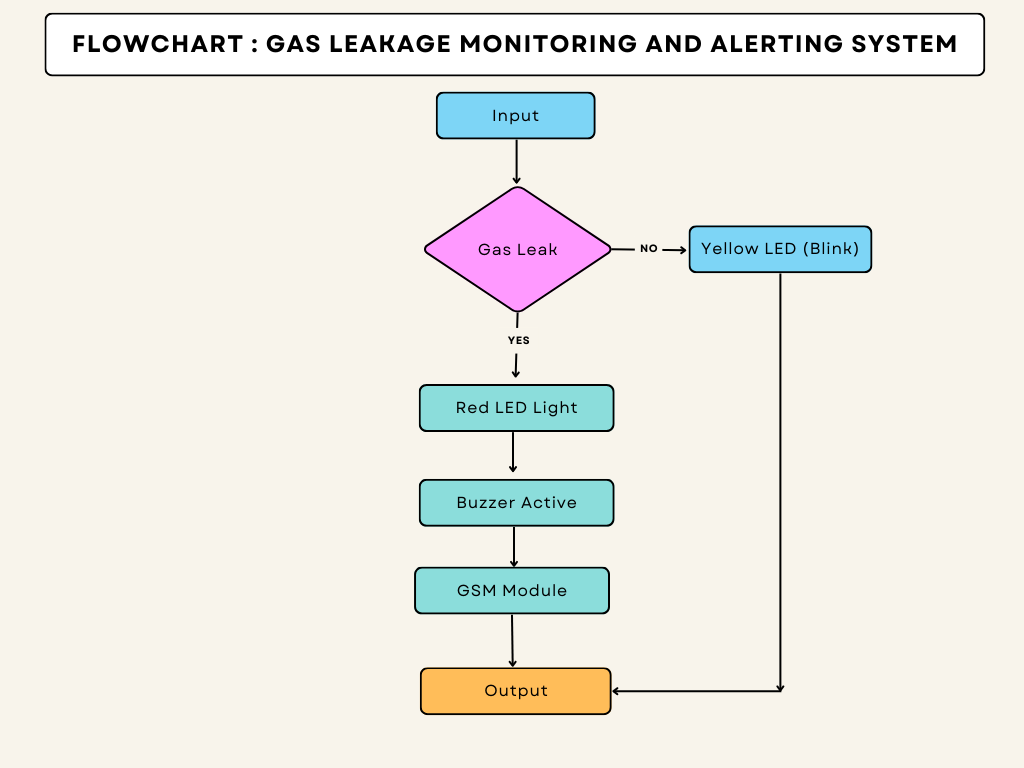 FLOWCHART : GAS LEAKAGE MONITORING AND ALERTING SYSTEM
Input
Gas Leak
NO
Yellow LED (Blink)
YES
Red LED Light
Buzzer Active
GSM Module
Output